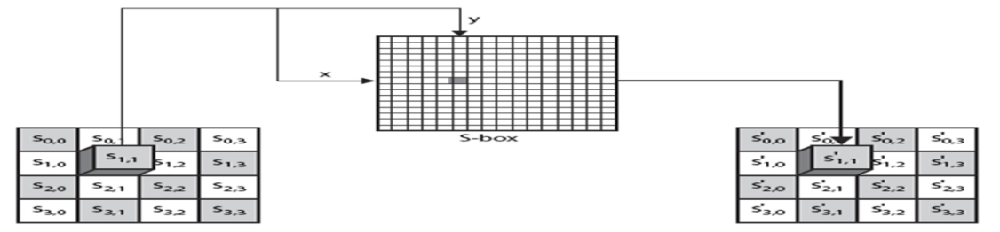 y
x
S-box
s0,0 s0,1 s0,2 s0,3
s1,0 s1,1 s1,2 s1,3
s2,0 s2,1 s2,2 s2,3
s3,0 s3,1 s3,2 s3,3
s'0,0 s'0, s'0,2 s'0,3
s'1,0 s'1,1 s'1,2 s'1,3
s'2,0 s'2,1 s'2,2 s'2,3
s'3,0 s'3,1 s'3,2 s'3,3